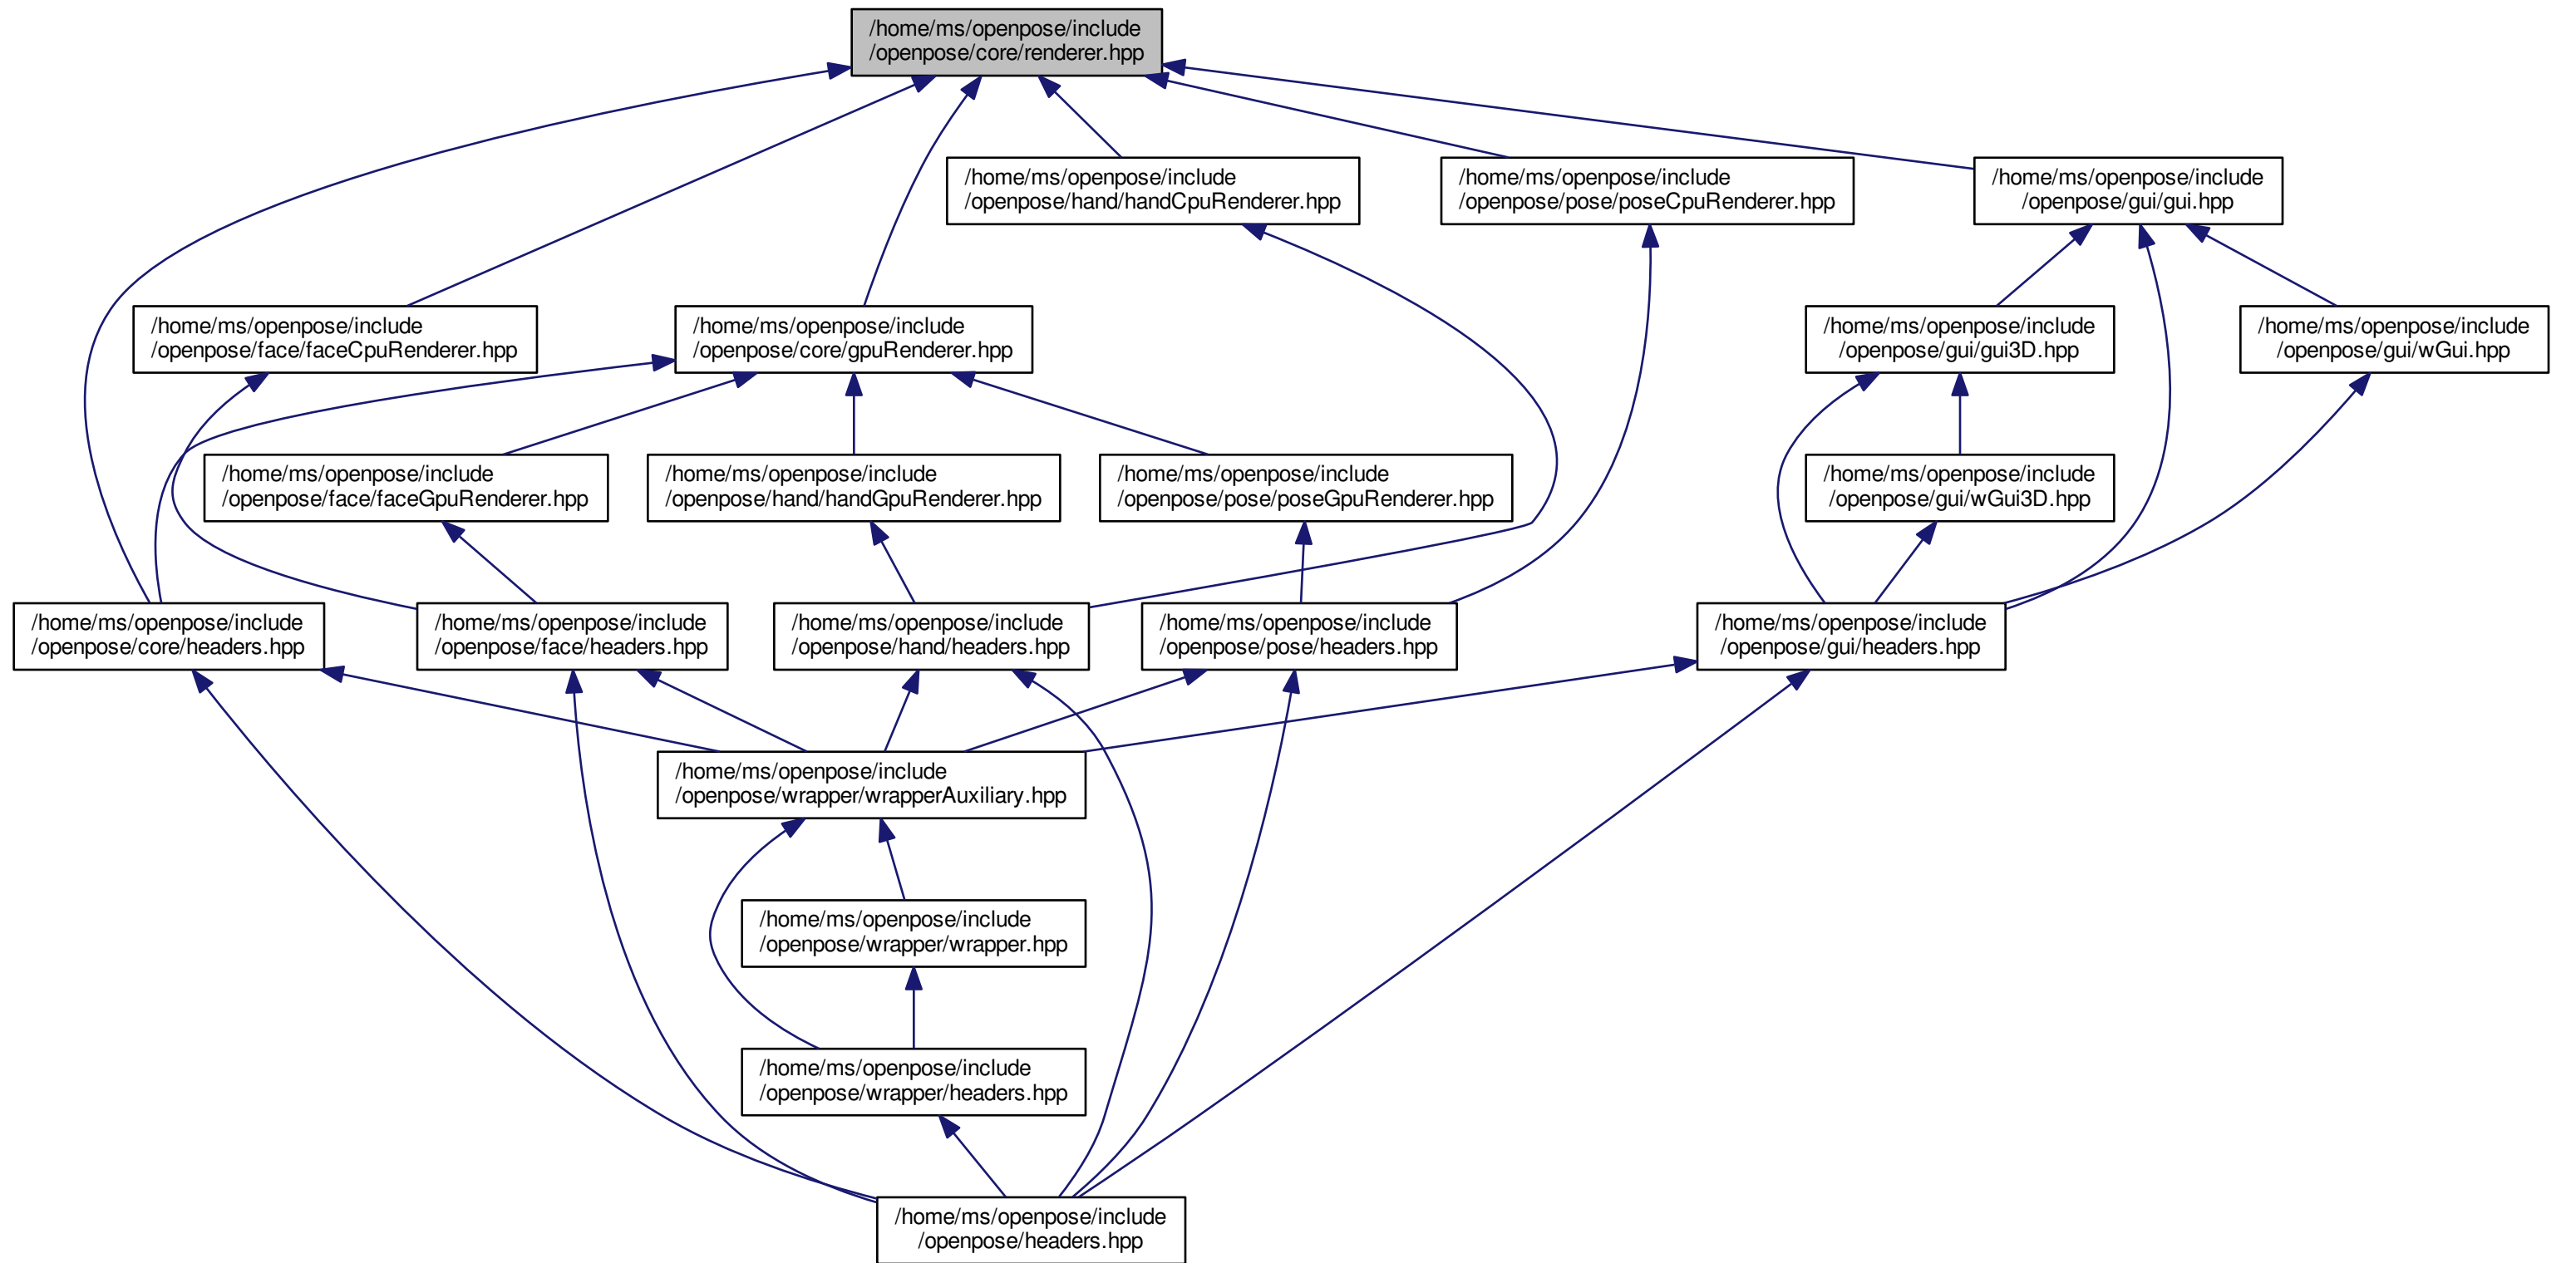 /home/ms/openpose/include
/openpose/core/renderer.hpp
/home/ms/openpose/include
/openpose/hand/handCpuRenderer.hpp
/home/ms/openpose/include
/openpose/pose/poseCpuRenderer.hpp
/home/ms/openpose/include
/openpose/gui/gui.hpp
/home/ms/openpose/include
/openpose/face/faceCpuRenderer.hpp
/home/ms/openpose/include
/openpose/core/gpuRenderer.hpp
/home/ms/openpose/include
/openpose/gui/gui3D.hpp
/home/ms/openpose/include
/openpose/gui/wGui.hpp
/home/ms/openpose/include
/openpose/face/faceGpuRenderer.hpp
/home/ms/openpose/include
/openpose/hand/handGpuRenderer.hpp
/home/ms/openpose/include
/openpose/pose/poseGpuRenderer.hpp
/home/ms/openpose/include
/openpose/gui/wGui3D.hpp
/home/ms/openpose/include
/openpose/core/headers.hpp
/home/ms/openpose/include
/openpose/face/headers.hpp
/home/ms/openpose/include
/openpose/hand/headers.hpp
/home/ms/openpose/include
/openpose/pose/headers.hpp
/home/ms/openpose/include
/openpose/gui/headers.hpp
/home/ms/openpose/include
/openpose/wrapper/wrapperAuxiliary.hpp
/home/ms/openpose/include
/openpose/wrapper/wrapper.hpp
/home/ms/openpose/include
/openpose/wrapper/headers.hpp
/home/ms/openpose/include
/openpose/headers.hpp